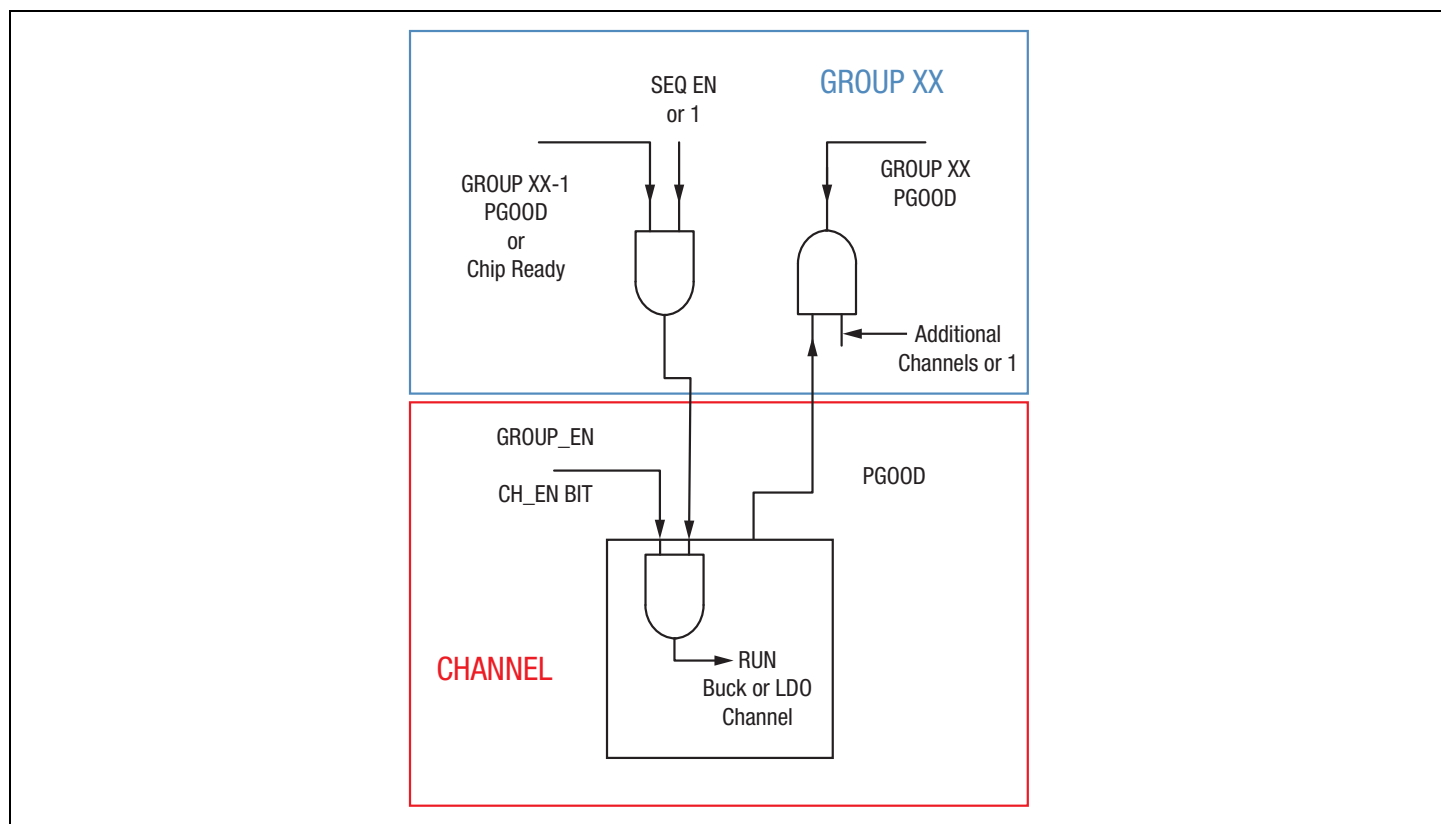 SEQ EN
or 1
GROUP XX
GROUP XX-1
PGOOD
or
Chip Ready
GROUP XX
PGOOD
Additional
Channels or 1
GROUP_EN
CH_EN BIT
PGOOD
CHANNEL
RUN
Buck or LDO
Channel